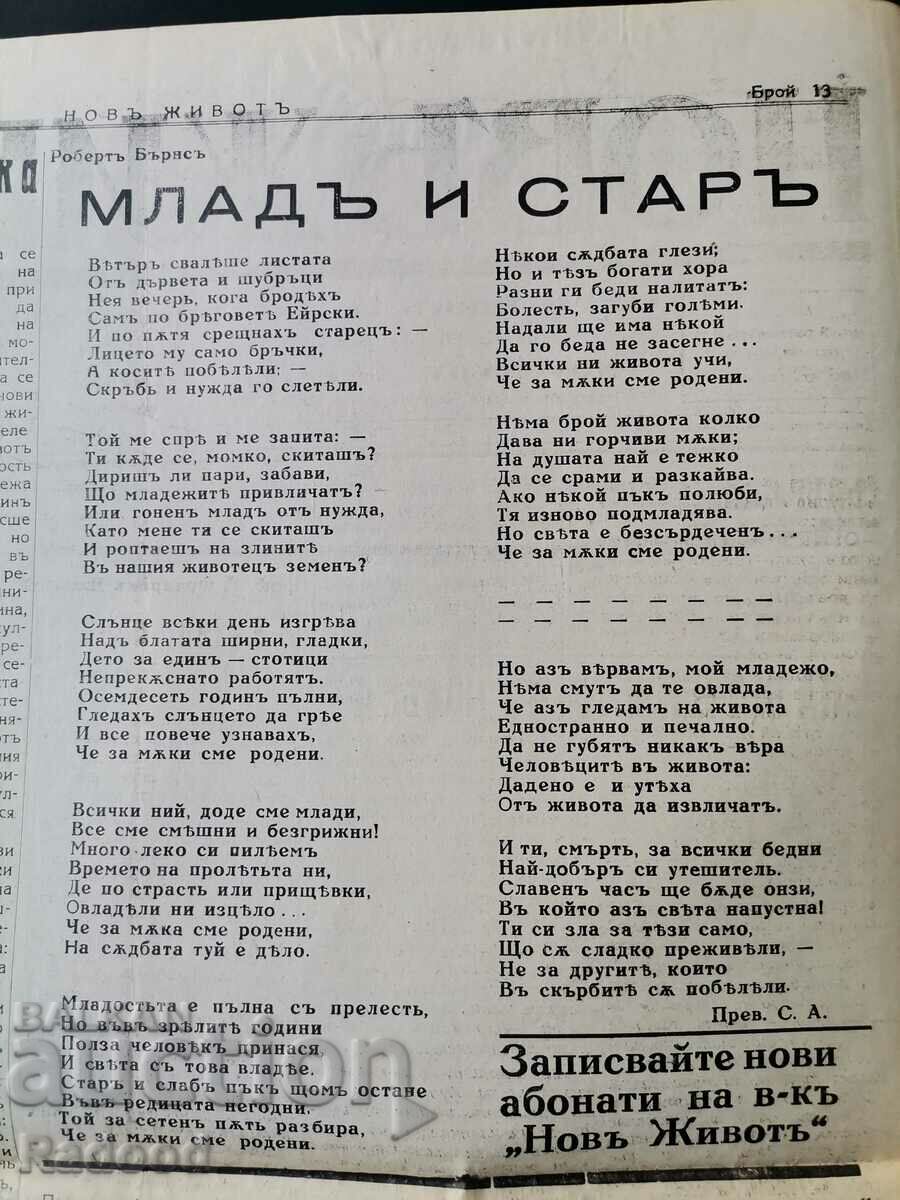 НОВЪ ЖИВОТЪ
Брой 13
Робертъ Бърнсъ
МЛАДЪ И СТАРЪ
Вѣтъръ свалѣше листата
Отъ дървета и шубръци
Нея вечерь, кога бродѣхъ
Самъ по брѣговетѣ Ейрски.
И по пѫтя срещнахъ старецъ: —
Лицето му само бръчки,
А коситѣ побѣлѣли; —
Скръбь и нужда го слетѣли.
Той ме спрѣ и ме запита: —
Ти кѫде се, момко, скиташъ?
Диришъ ли пари, забави,
Що младежитѣ привличатъ?
Или гоненъ младъ отъ нужда,
Като мене ти се скиташъ
И роптаешъ на злинитѣ
Въ нашия животецъ земенъ?
Слънце всѣки день изгрѣва
Надъ блатата ширни, гладки,
Дето за единъ — стотици
Непрекѫснато работятъ.
Осемдесеть годинъ пълни,
Гледахъ слънцето да грѣе
И все повече узнавахъ,
Че за мѫки сме родени.
Всички ний, доде сме млади,
Все сме смѣшни и безгрижни!
Много леко си пилѣемъ
Времето на пролѣтьта ни,
Де по страсть или прищѣвки,
Овладѣли ни изцѣло...
Че за мѫка сме родени,
На сѫдбата туй е дѣло.
Младостьта е пълна съ прелесть,
Но въвъ зрѣлитѣ години
Полза человѣкъ принася,
И свѣта съ това владѣе.
Старъ и слабъ пъкъ щомъ остане
Въвъ редицата негодни,
Той за сетенъ пѫть разбира,
Че за мѫки сме родени.
Нѣкои сѫдбата глези;
Но и тѣзъ богати хора
Разни ги беди налитатъ:
Болесть, загуби голѣми.
Надали ще има нѣкой
Да го беда не засегне...
Всички ни живота учи,
Че за мѫки сме родени.
Нѣма брой живота колко
Дава ни горчиви мѫки;
На душата най е тежко
Да се срами и разкайва.
Ако нѣкой пъкъ полюби,
Тя изново подмладява.
Но свѣта е безсърдеченъ...
Че за мѫки сме родени.
— — — — — — — —
— — — — — — — —
Но азъ вѣрвамъ, мой младежо,
Нѣма смутъ да те овлада,
Че азъ гледамъ на живота
Едностранно и печално.
Да не губятъ никакъ вѣра
Человѣците въ живота:
Дадено е и утѣха
Отъ живота да извличатъ.
И ти, смърть, за всички бедни
Най-добъръ си утешитель.
Славенъ часъ ще бѫде онзи,
Въ който азъ свѣта напустна!
Ти си зла за тѣзи само,
Що сѫ сладко преживѣли, —
Не за другитѣ, които
Въ скърбитѣ сѫ побѣлѣли.
Прев. С. А.
Записвайте нови
абонати на в-къ
„Новъ Животъ“
BALKAN
auction
Radood